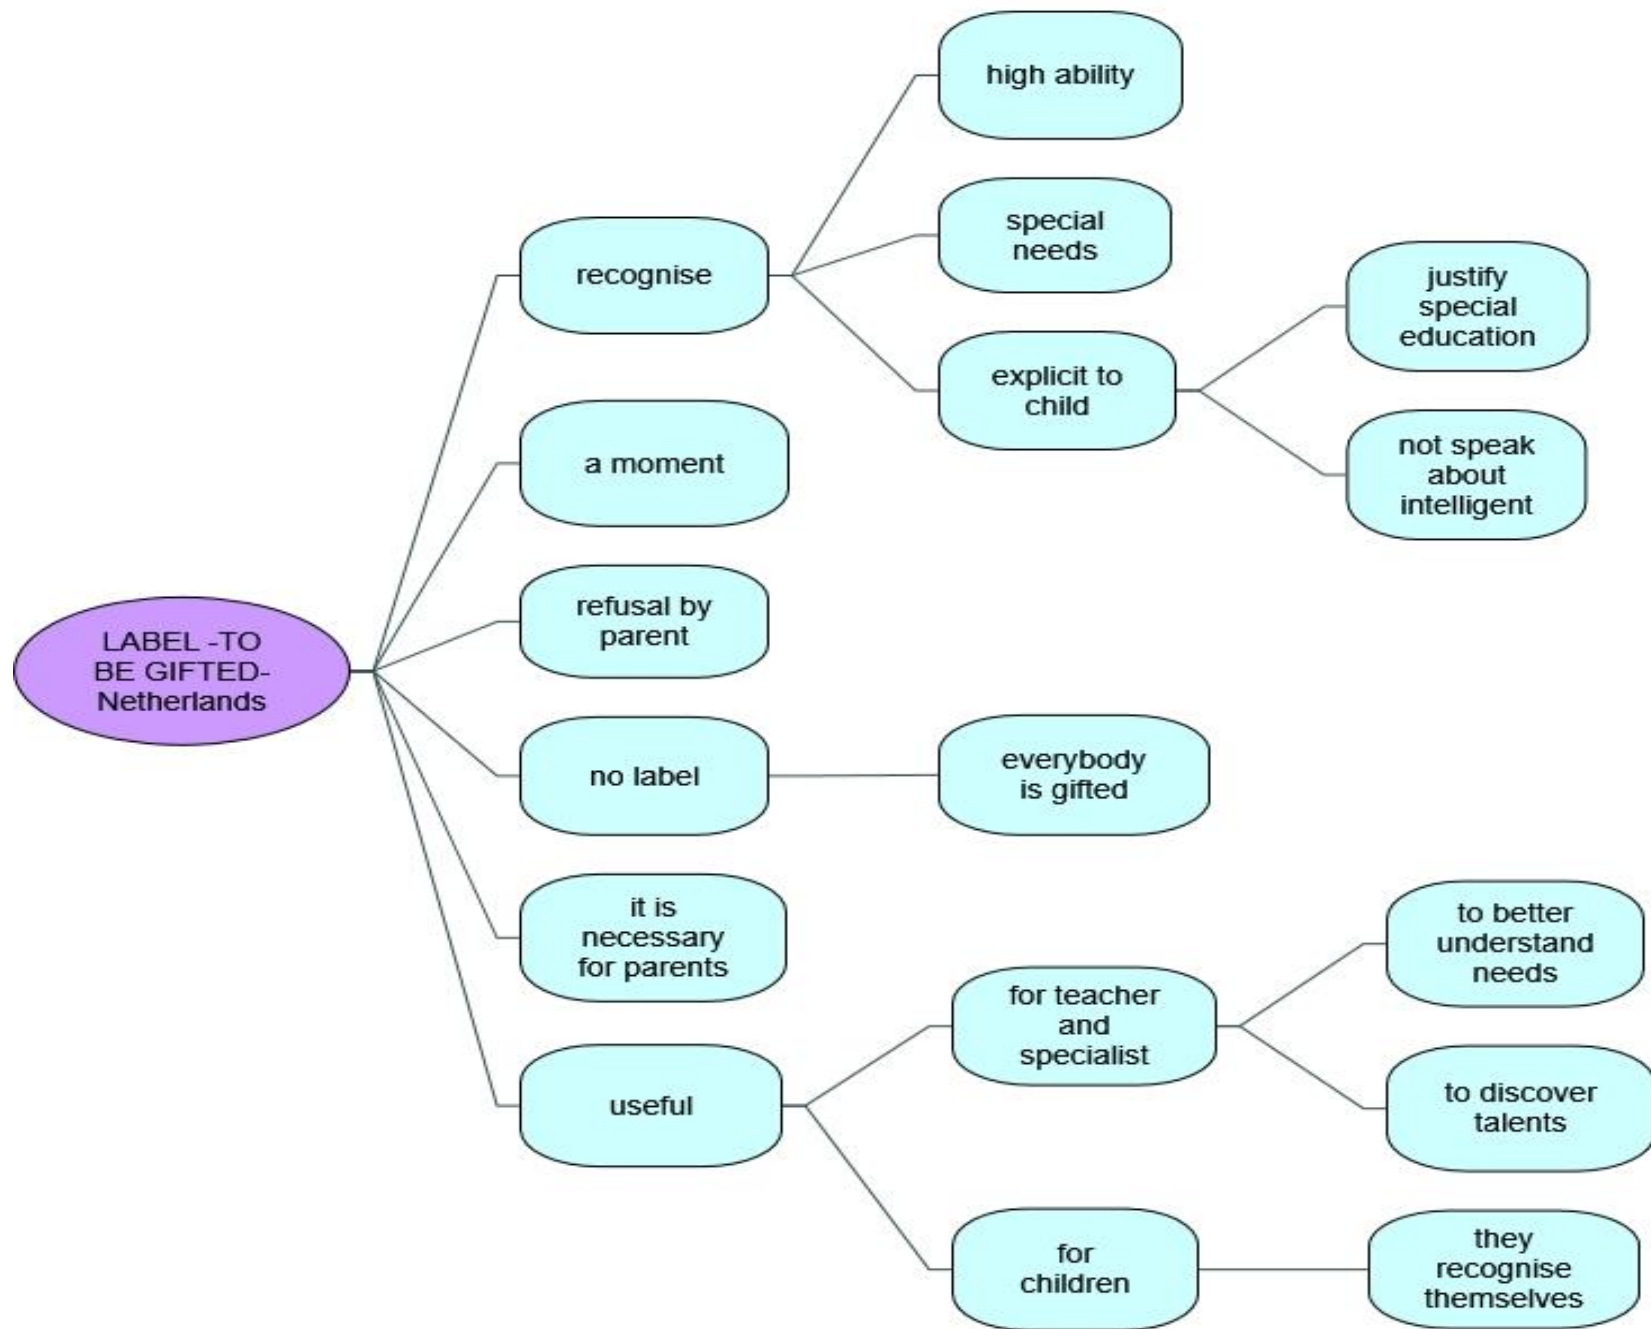 high ability
special
needs
recognise
justify
special
education
explicit to
child
a moment
not speak
about
intelligent
refusal by
parent
LABEL -TO
BE GIFTED-
Netherlands
no label
everybody
is gifted
it is
necessary
for parents
to better
understand
needs
for teacher
and
specialist
useful
to discover
talents
for
children
they
recognise
themselves